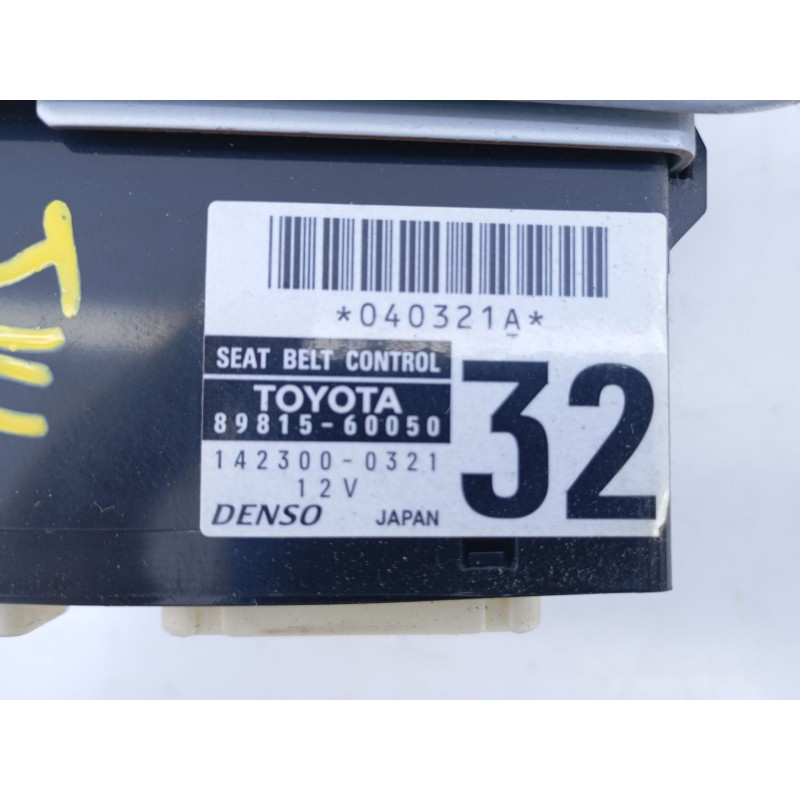 *040321A*
SEAT BELT CONTROL
TOYOTA
89815-60050
32
142300-0321
12V
DENSO JAPAN